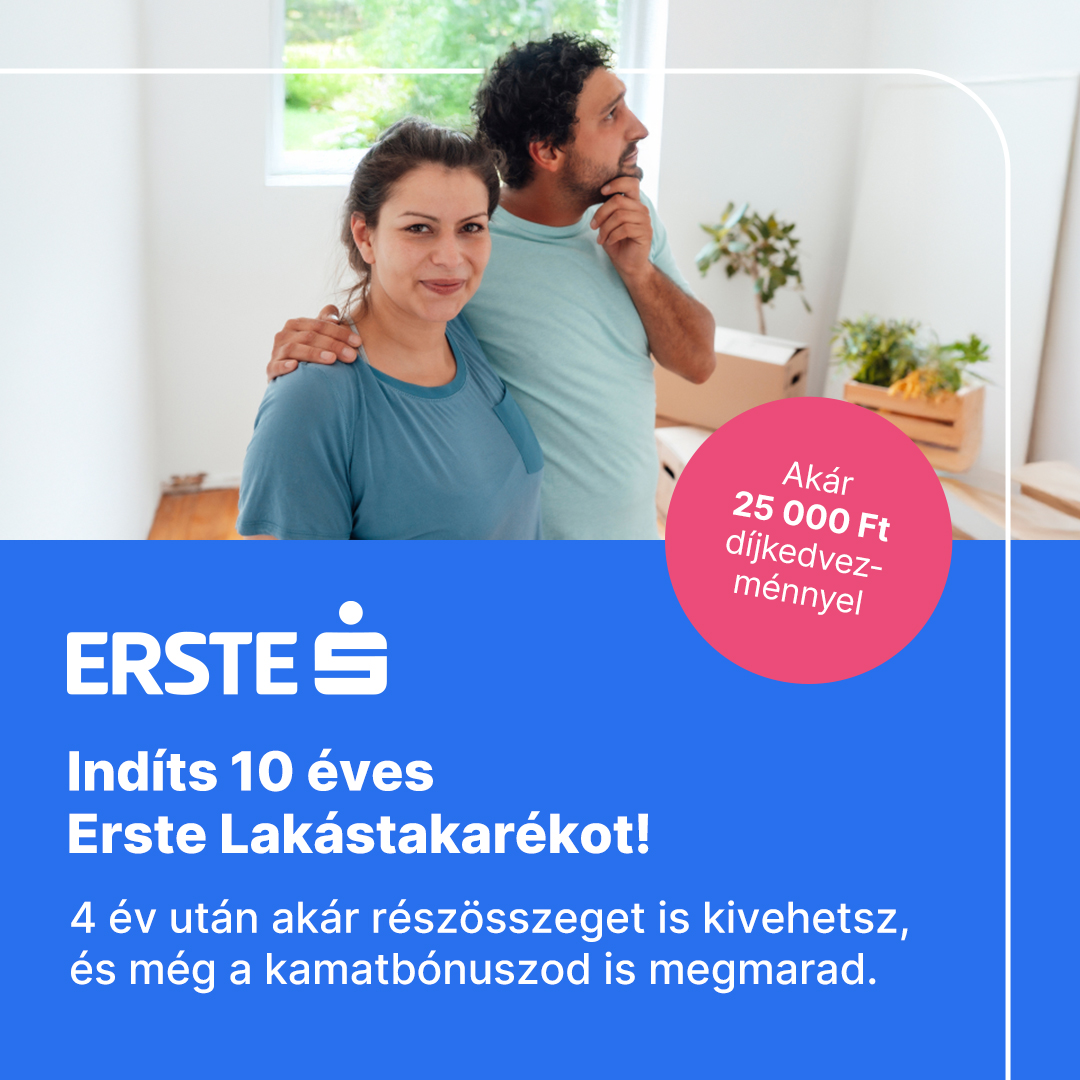 Akár
25 000 Ft
díjkedvez-
ménnyel
ERSTE
Indíts 10 éves
Erste Lakástakarékot!
4 év után akár részösszeget is kivehetsz,
és még a kamatbónuszod is megmarad.